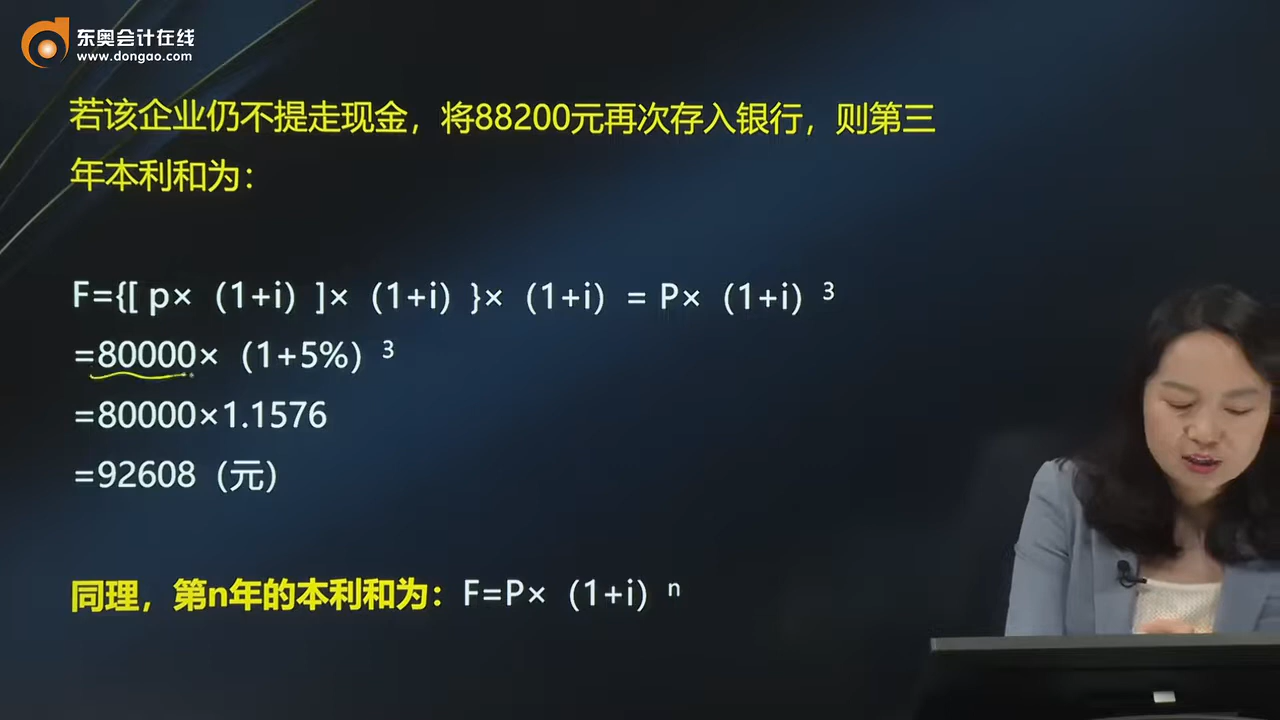 东奥会计在线
www.dongao.com
若该企业仍不提走现金，将88200元再次存入银行，则第三
年本利和为：
F={[ p×（1+i）]×（1+i）}×（1+i）= P×（1+i）³
=80000×（1+5%）³
=80000×1.1576
=92608（元）
同理，第n年的本利和为：F=P×（1+i）ⁿ